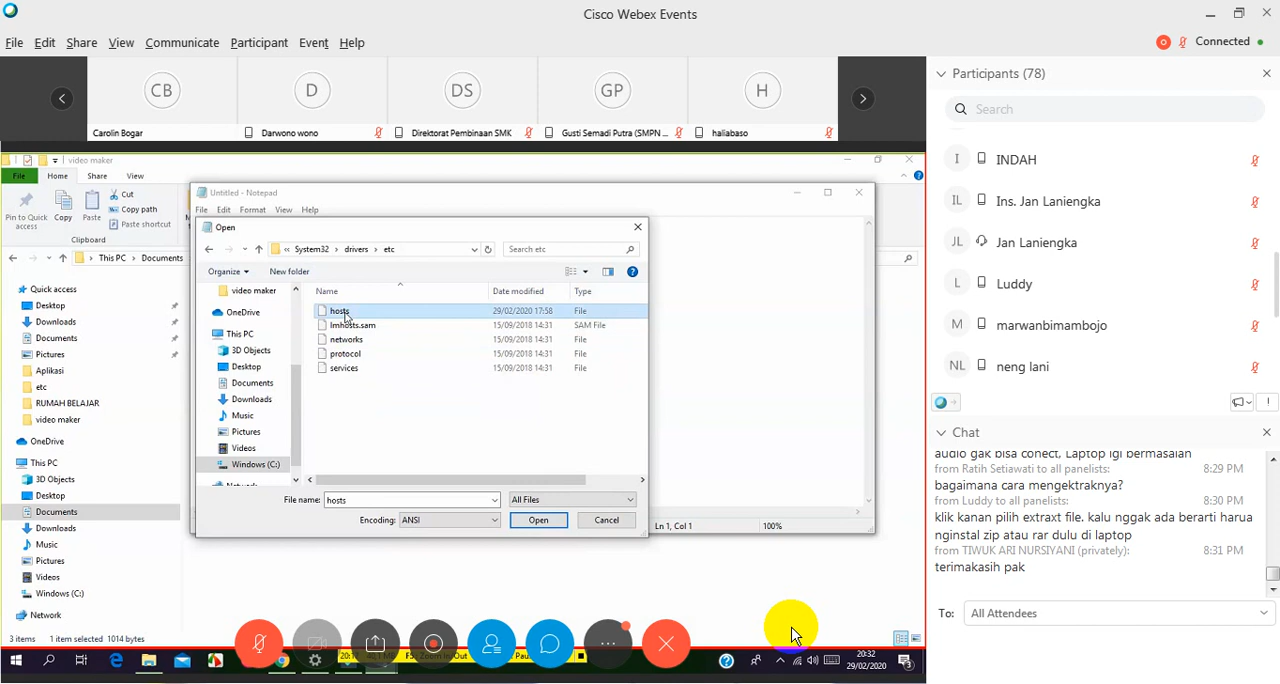 Cisco Webex Events
File Edit Share View Communicate Participant Event Help
Connected
CB
D
DS
GP
H
Carolin Bogar
Darwono wono
Direktorat Pembinaan SMK
Gusti Semadi Putra (SMPN ...
haliabaso
video maker
File Home Share View
Pin to Quick access
Copy
Paste
Cut
Copy path
Paste shortcut
Clipboard
This PC > Documents
Quick access
Desktop
Downloads
Documents
Pictures
Aplikasi
etc
RUMAH BELAJAR
video maker
OneDrive
This PC
3D Objects
Desktop
Documents
Downloads
Music
Pictures
Videos
Windows (C:)
Network
3 items 1 item selected 1014 bytes
Untitled - Notepad
File Edit Format View Help
Open
« System32 > drivers > etc
Search etc
Organize
New folder
video maker
OneDrive
This PC
3D Objects
Desktop
Documents
Downloads
Music
Pictures
Videos
Windows (C:)
Name Date modified Type
hosts 29/02/2020 17:58 File
lmhosts.sam 15/09/2018 14:31 SAM File
networks 15/09/2018 14:31 File
protocol 15/09/2018 14:31 File
services 15/09/2018 14:31 File
File name: hosts All Files
Encoding: ANSI Open Cancel
Ln 1, Col 1 100%
20:32
29/02/2020
3
Participants (78)
Search
I INDAH
IL Ins. Jan Laniengka
JL Jan Laniengka
L Luddy
M marwanbimambojo
NL neng lani
Chat
audio gak bisa conect, Laptop lgi bermasalah
from Ratih Setiawati to all panelists: 8:29 PM
bagaimana cara mengektraknya?
from Luddy to all panelists: 8:30 PM
klik kanan pilih extraxt file. kalu nggak ada berarti harua
nginstal zip atau rar dulu di laptop
from TIWUK ARI NURSIYANI (privately): 8:31 PM
terimakasih pak
To: All Attendees